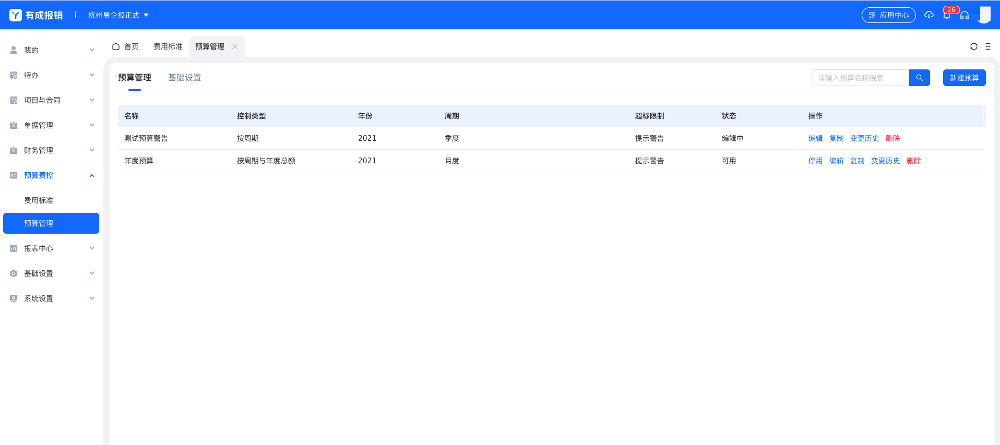 有成报销 杭州易企报正式 应用中心 26
首页 费用标准 预算管理
我的
待办
项目与合同
单据管理
财务管理
预算费控
费用标准
预算管理
报表中心
基础设置
系统设置
预算管理 基础设置 请输入预算名称搜索 新建预算
名称 控制类型 年份 周期 超标限制 状态 操作
测试预算警告 按周期 2021 季度 提示警告 编辑中 编辑 复制 变更历史 删除
年度预算 按周期与年度总额 2021 月度 提示警告 可用 停用 编辑 复制 变更历史 删除